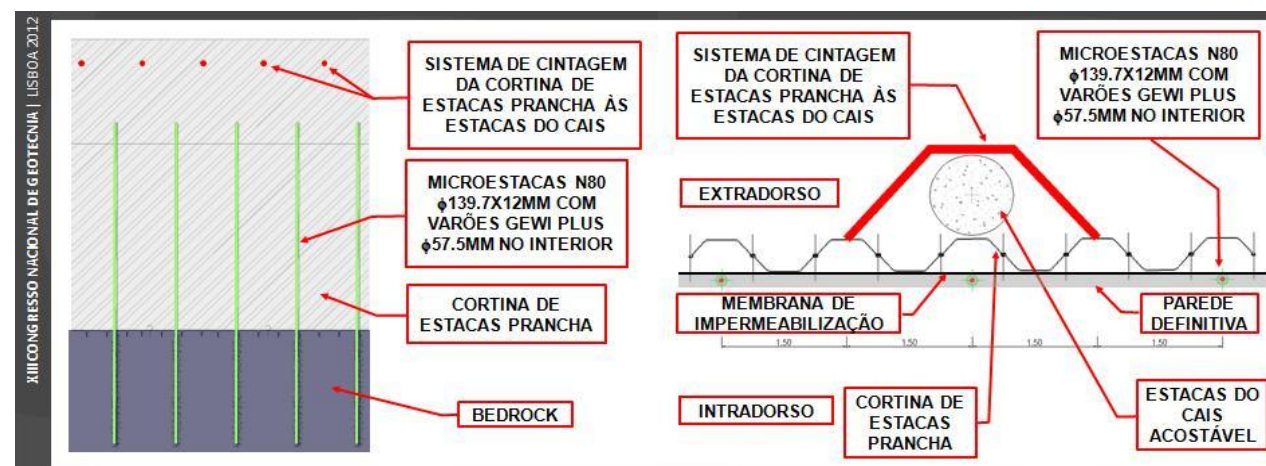 XIII CONGRESSO NACIONAL DE GEOTECNIA | LISBOA 2012
SISTEMA DE CINTAGEM
DA CORTINA DE
ESTACAS PRANCHA ÀS
ESTACAS DO CAIS
MICROESTACAS N80
ϕ139.7X12MM COM
VARÕES GEWI PLUS
ϕ57.5MM NO INTERIOR
CORTINA DE
ESTACAS PRANCHA
BEDROCK
SISTEMA DE CINTAGEM
DA CORTINA DE
ESTACAS PRANCHA ÀS
ESTACAS DO CAIS
MICROESTACAS N80
ϕ139.7X12MM COM
VARÕES GEWI PLUS
ϕ57.5MM NO INTERIOR
EXTRADORSO
MEMBRANA DE
IMPERMEABILIZAÇÃO
PAREDE
DEFINITIVA
1.50 1.50 1.50 1.50
INTRADORSO
CORTINA DE
ESTACAS
PRANCHA
ESTACAS DO
CAIS
ACOSTÁVEL